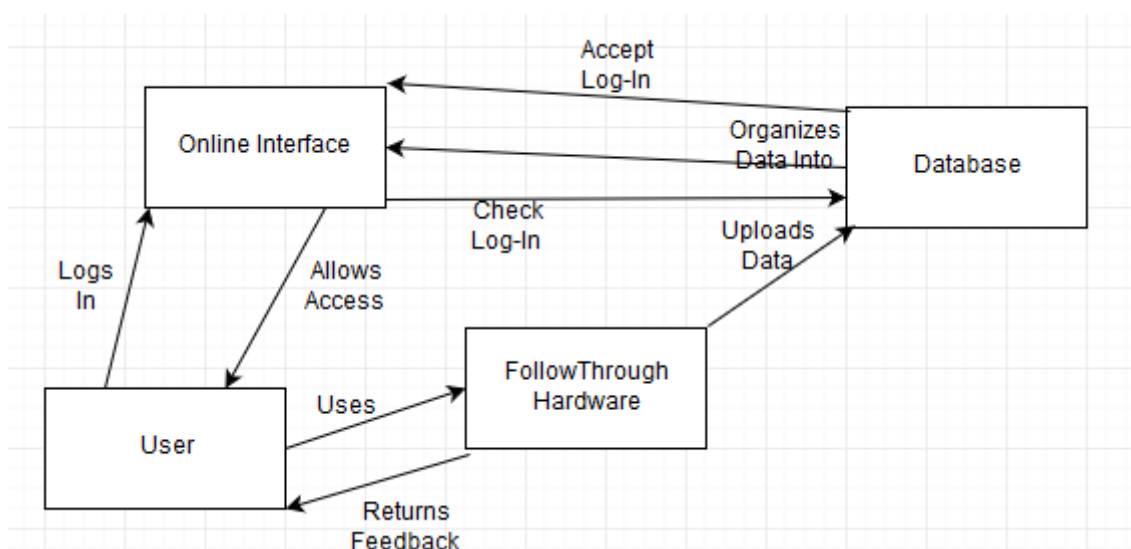 Accept
Log-In
Online Interface
Organizes
Data Into
Database
Check
Log-In
Uploads
Data
Logs
In
Allows
Access
FollowThrough
Hardware
Uses
User
Returns
Feedback